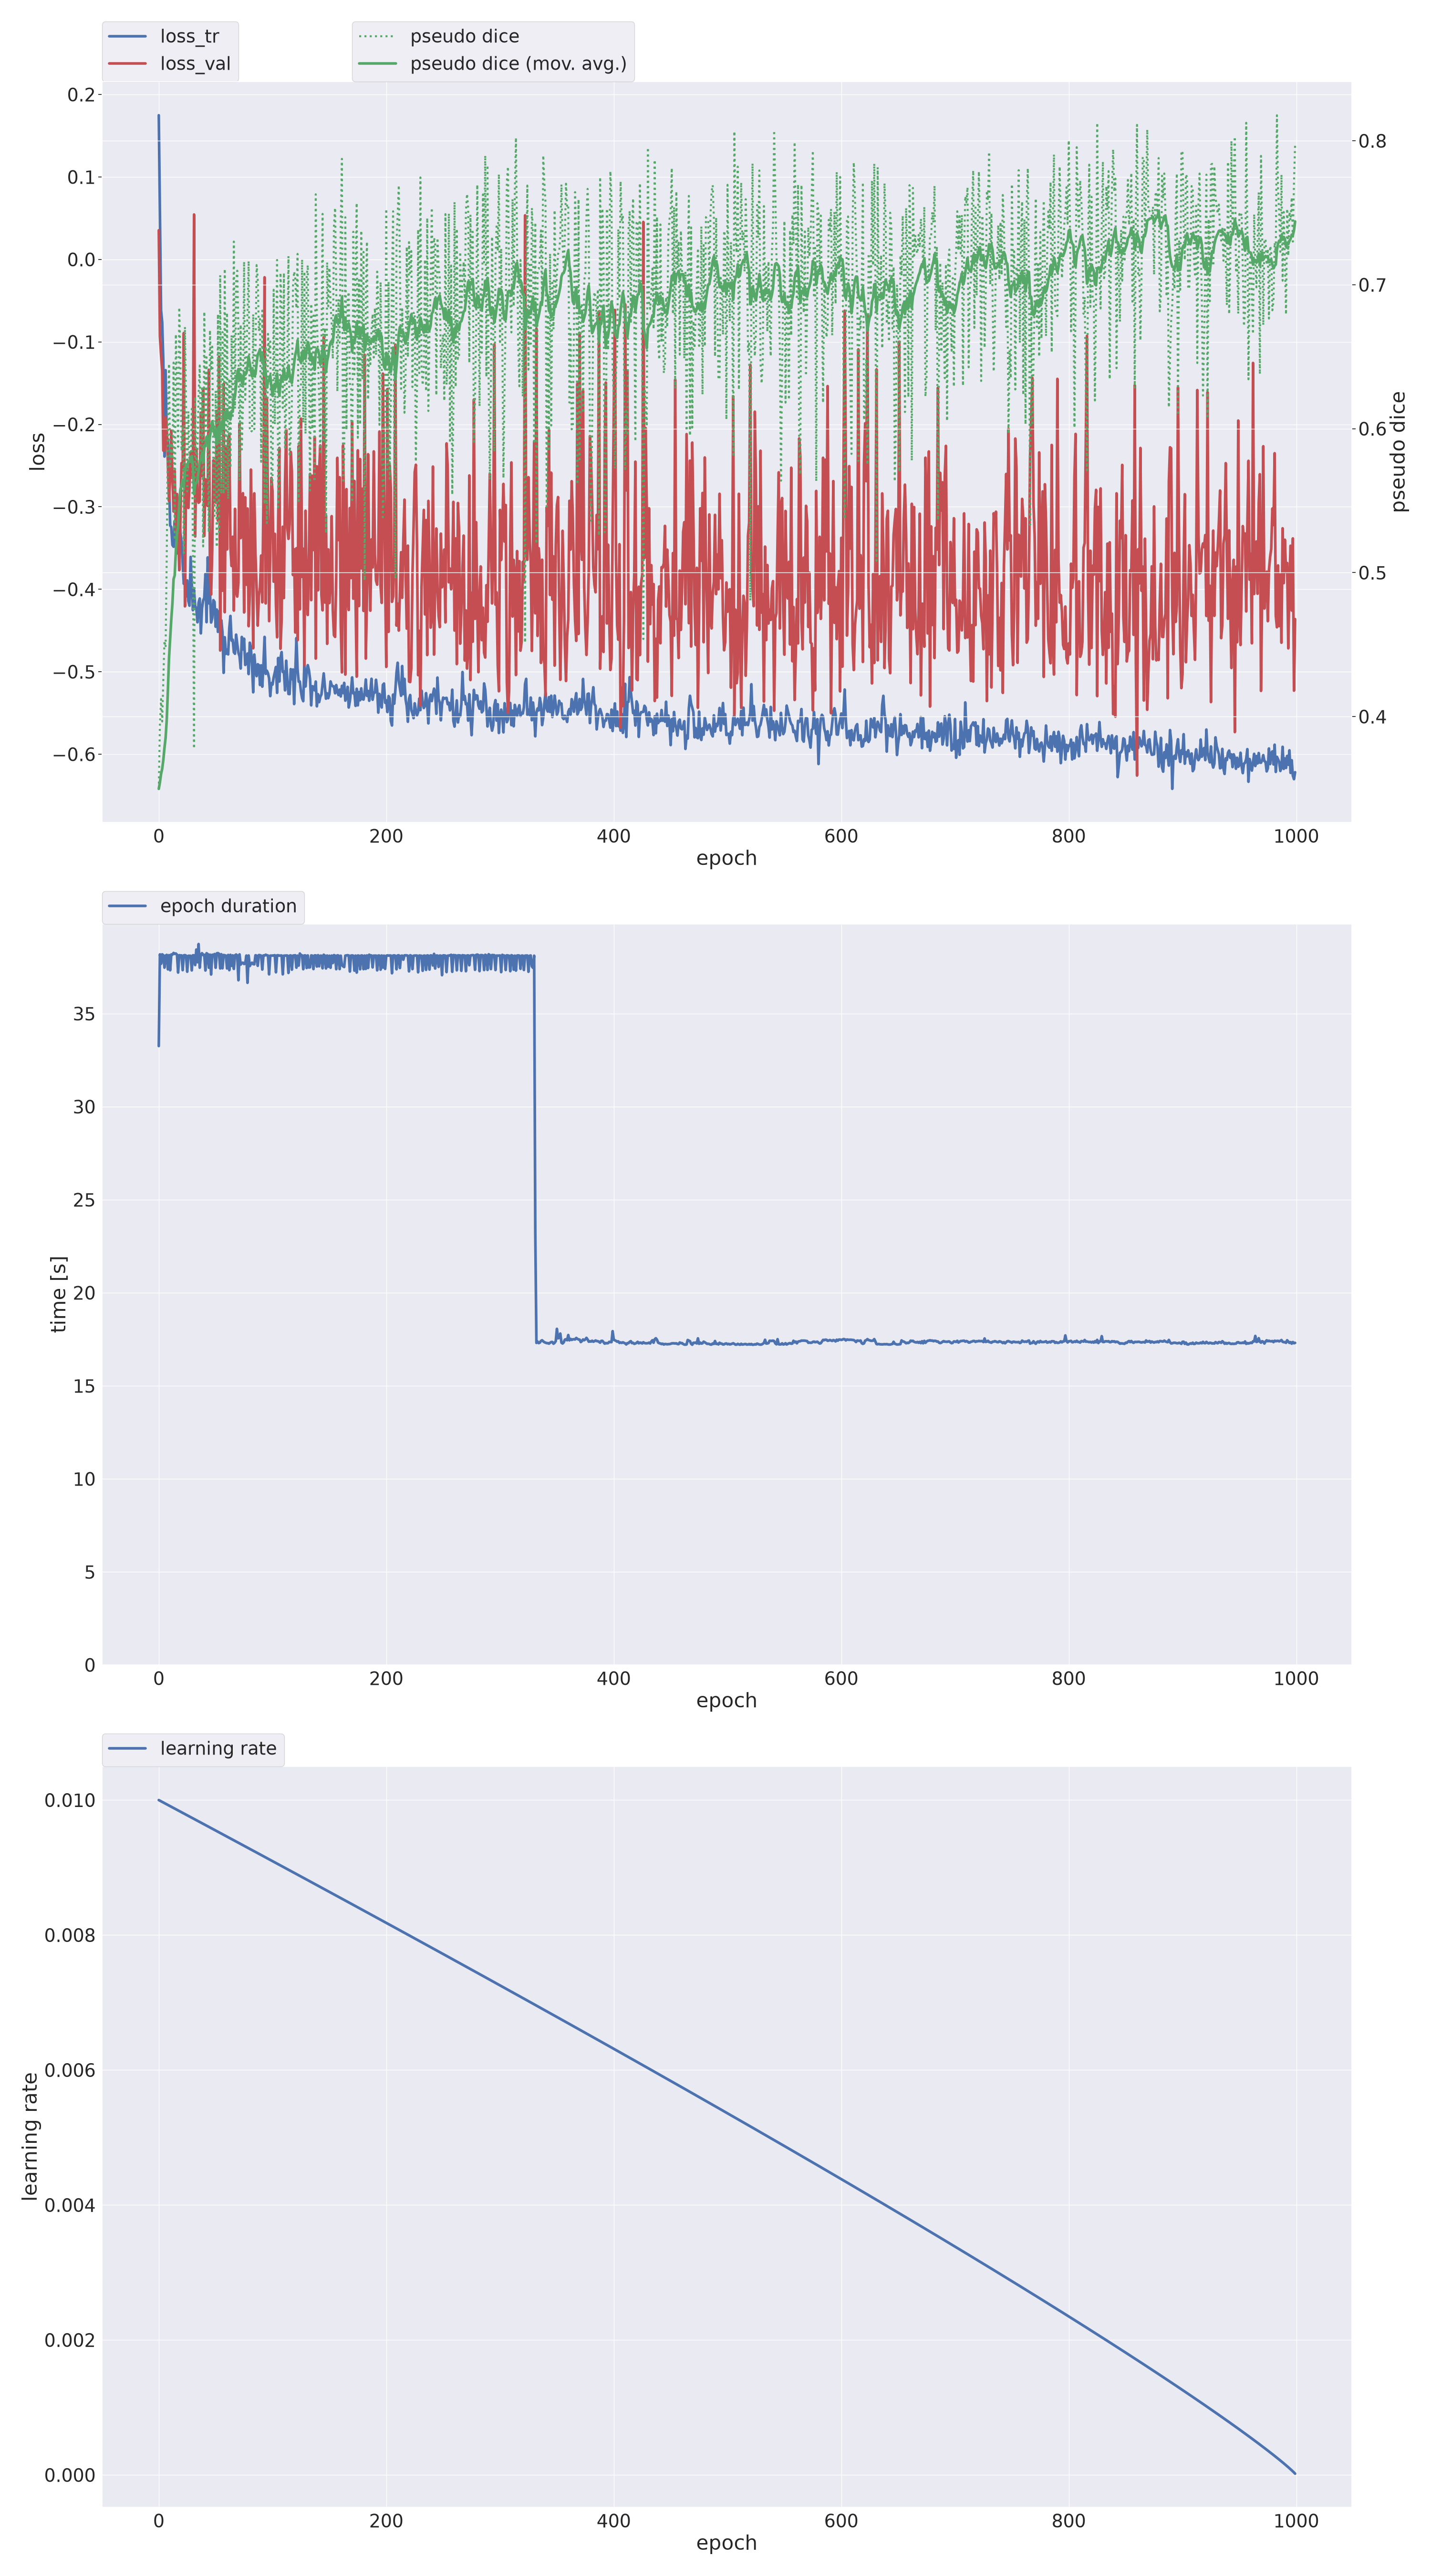 loss_tr
loss_val
pseudo dice
pseudo dice (mov. avg.)
0.2
0.1
0.0
−0.1
−0.2
−0.3
−0.4
−0.5
−0.6
loss
0.8
0.7
0.6
0.5
0.4
pseudo dice
0 200 400 600 800 1000
epoch
epoch duration
35
30
25
20
15
10
5
0
time [s]
0 200 400 600 800 1000
epoch
learning rate
0.010
0.008
0.006
0.004
0.002
0.000
learning rate
0 200 400 600 800 1000
epoch